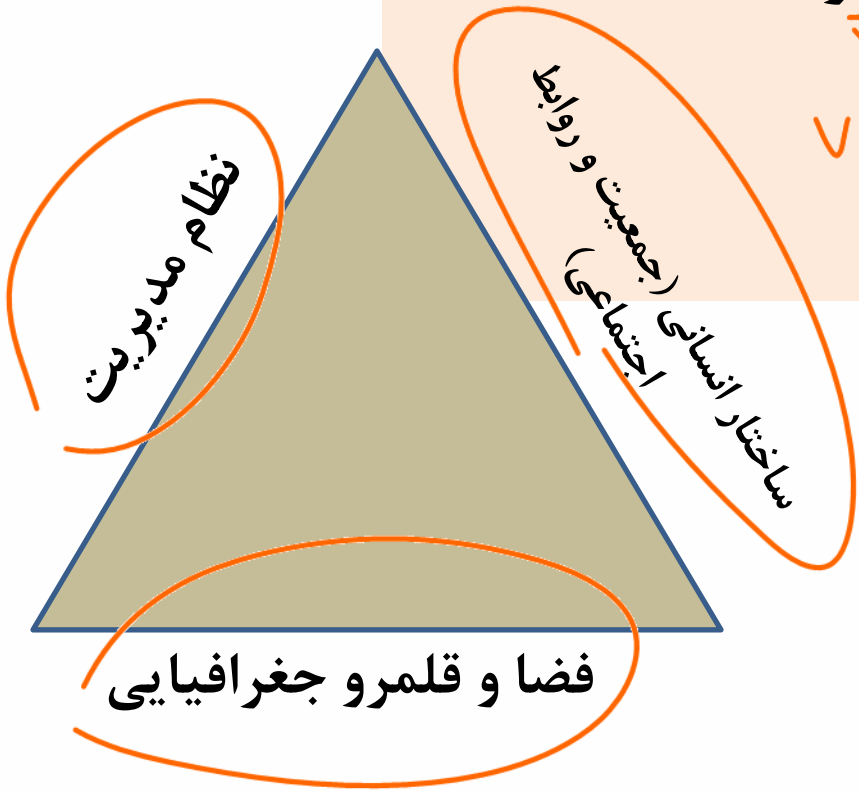 ساختار انسانی (جمعیت و روابط
اجتماعی)
نظام مدیریت
فضا و قلمرو جغرافیایی